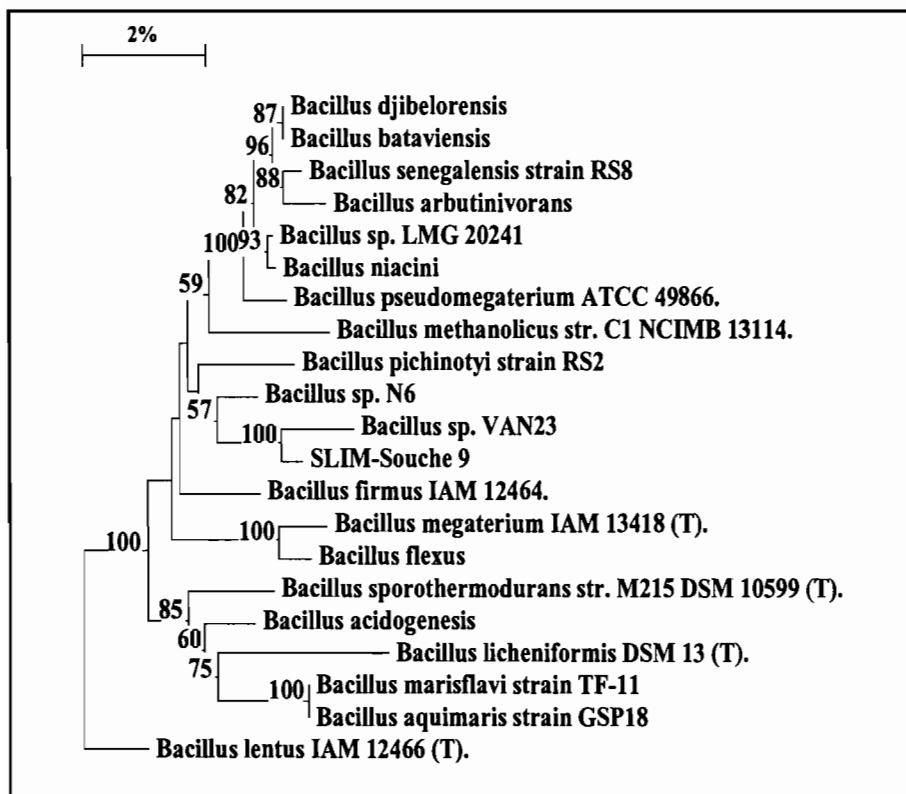 2%
87
Bacillus djibelorensis
Bacillus bataviensis
96
Bacillus senegalensis strain RS8
88
Bacillus arbutinivorans
82
Bacillus sp. LMG 20241
100
93
Bacillus niacini
Bacillus pseudomegaterium ATCC 49866.
59
Bacillus methanolicus str. C1 NCIMB 13114.
Bacillus pichinotyi strain RS2
Bacillus sp. N6
57
Bacillus sp. VAN23
100
SLIM-Souche 9
Bacillus firmus IAM 12464.
Bacillus megaterium IAM 13418 (T).
100
100
Bacillus flexus
Bacillus sporothermodurans str. M215 DSM 10599 (T).
85
Bacillus acidogenesis
60
Bacillus licheniformis DSM 13 (T).
75
Bacillus marisflavi strain TF-11
100
Bacillus aquimaris strain GSP18
Bacillus lentus IAM 12466 (T).